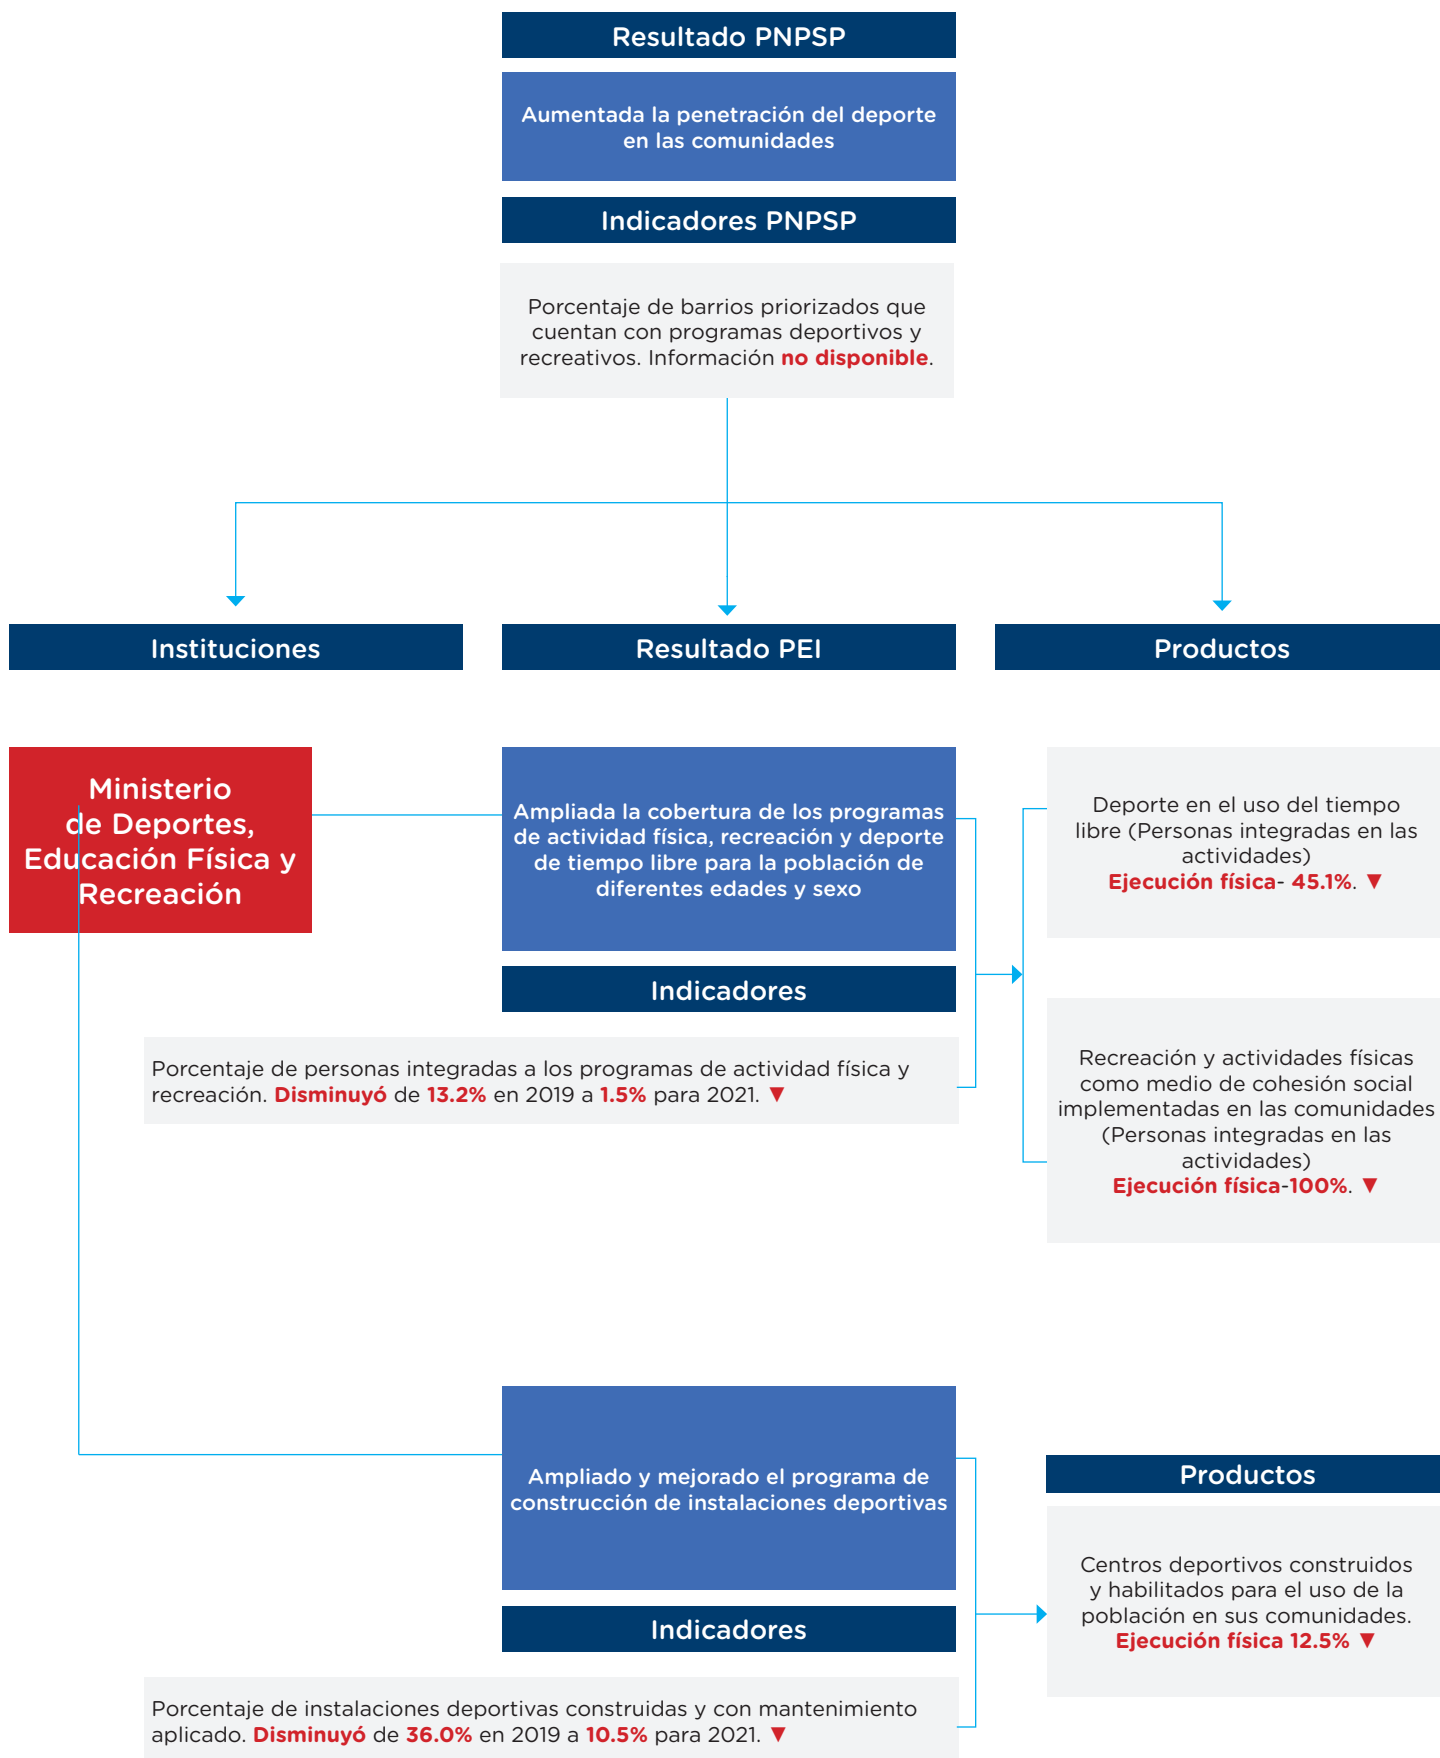 Resultado PNPSP
Aumentada la penetración del deporte
en las comunidades
Indicadores PNPSP
Porcentaje de barrios priorizados que
cuentan con programas deportivos y
recreativos. Información no disponible.
Instituciones
Resultado PEI
Productos
Ministerio
de Deportes,
Educación Física y
Recreación
Ampliada la cobertura de los programas
de actividad física, recreación y deporte
de tiempo libre para la población de
diferentes edades y sexo
Indicadores
Porcentaje de personas integradas a los programas de actividad física y
recreación. Disminuyó de 13.2% en 2019 a 1.5% para 2021. ▼
Deporte en el uso del tiempo
libre (Personas integradas en las
actividades)
Ejecución física- 45.1%. ▼
Recreación y actividades físicas
como medio de cohesión social
implementadas en las comunidades
(Personas integradas en las
actividades)
Ejecución física-100%. ▼
Ampliado y mejorado el programa de
construcción de instalaciones deportivas
Indicadores
Porcentaje de instalaciones deportivas construidas y con mantenimiento
aplicado. Disminuyó de 36.0% en 2019 a 10.5% para 2021. ▼
Productos
Centros deportivos construidos
y habilitados para el uso de la
población en sus comunidades.
Ejecución física 12.5% ▼